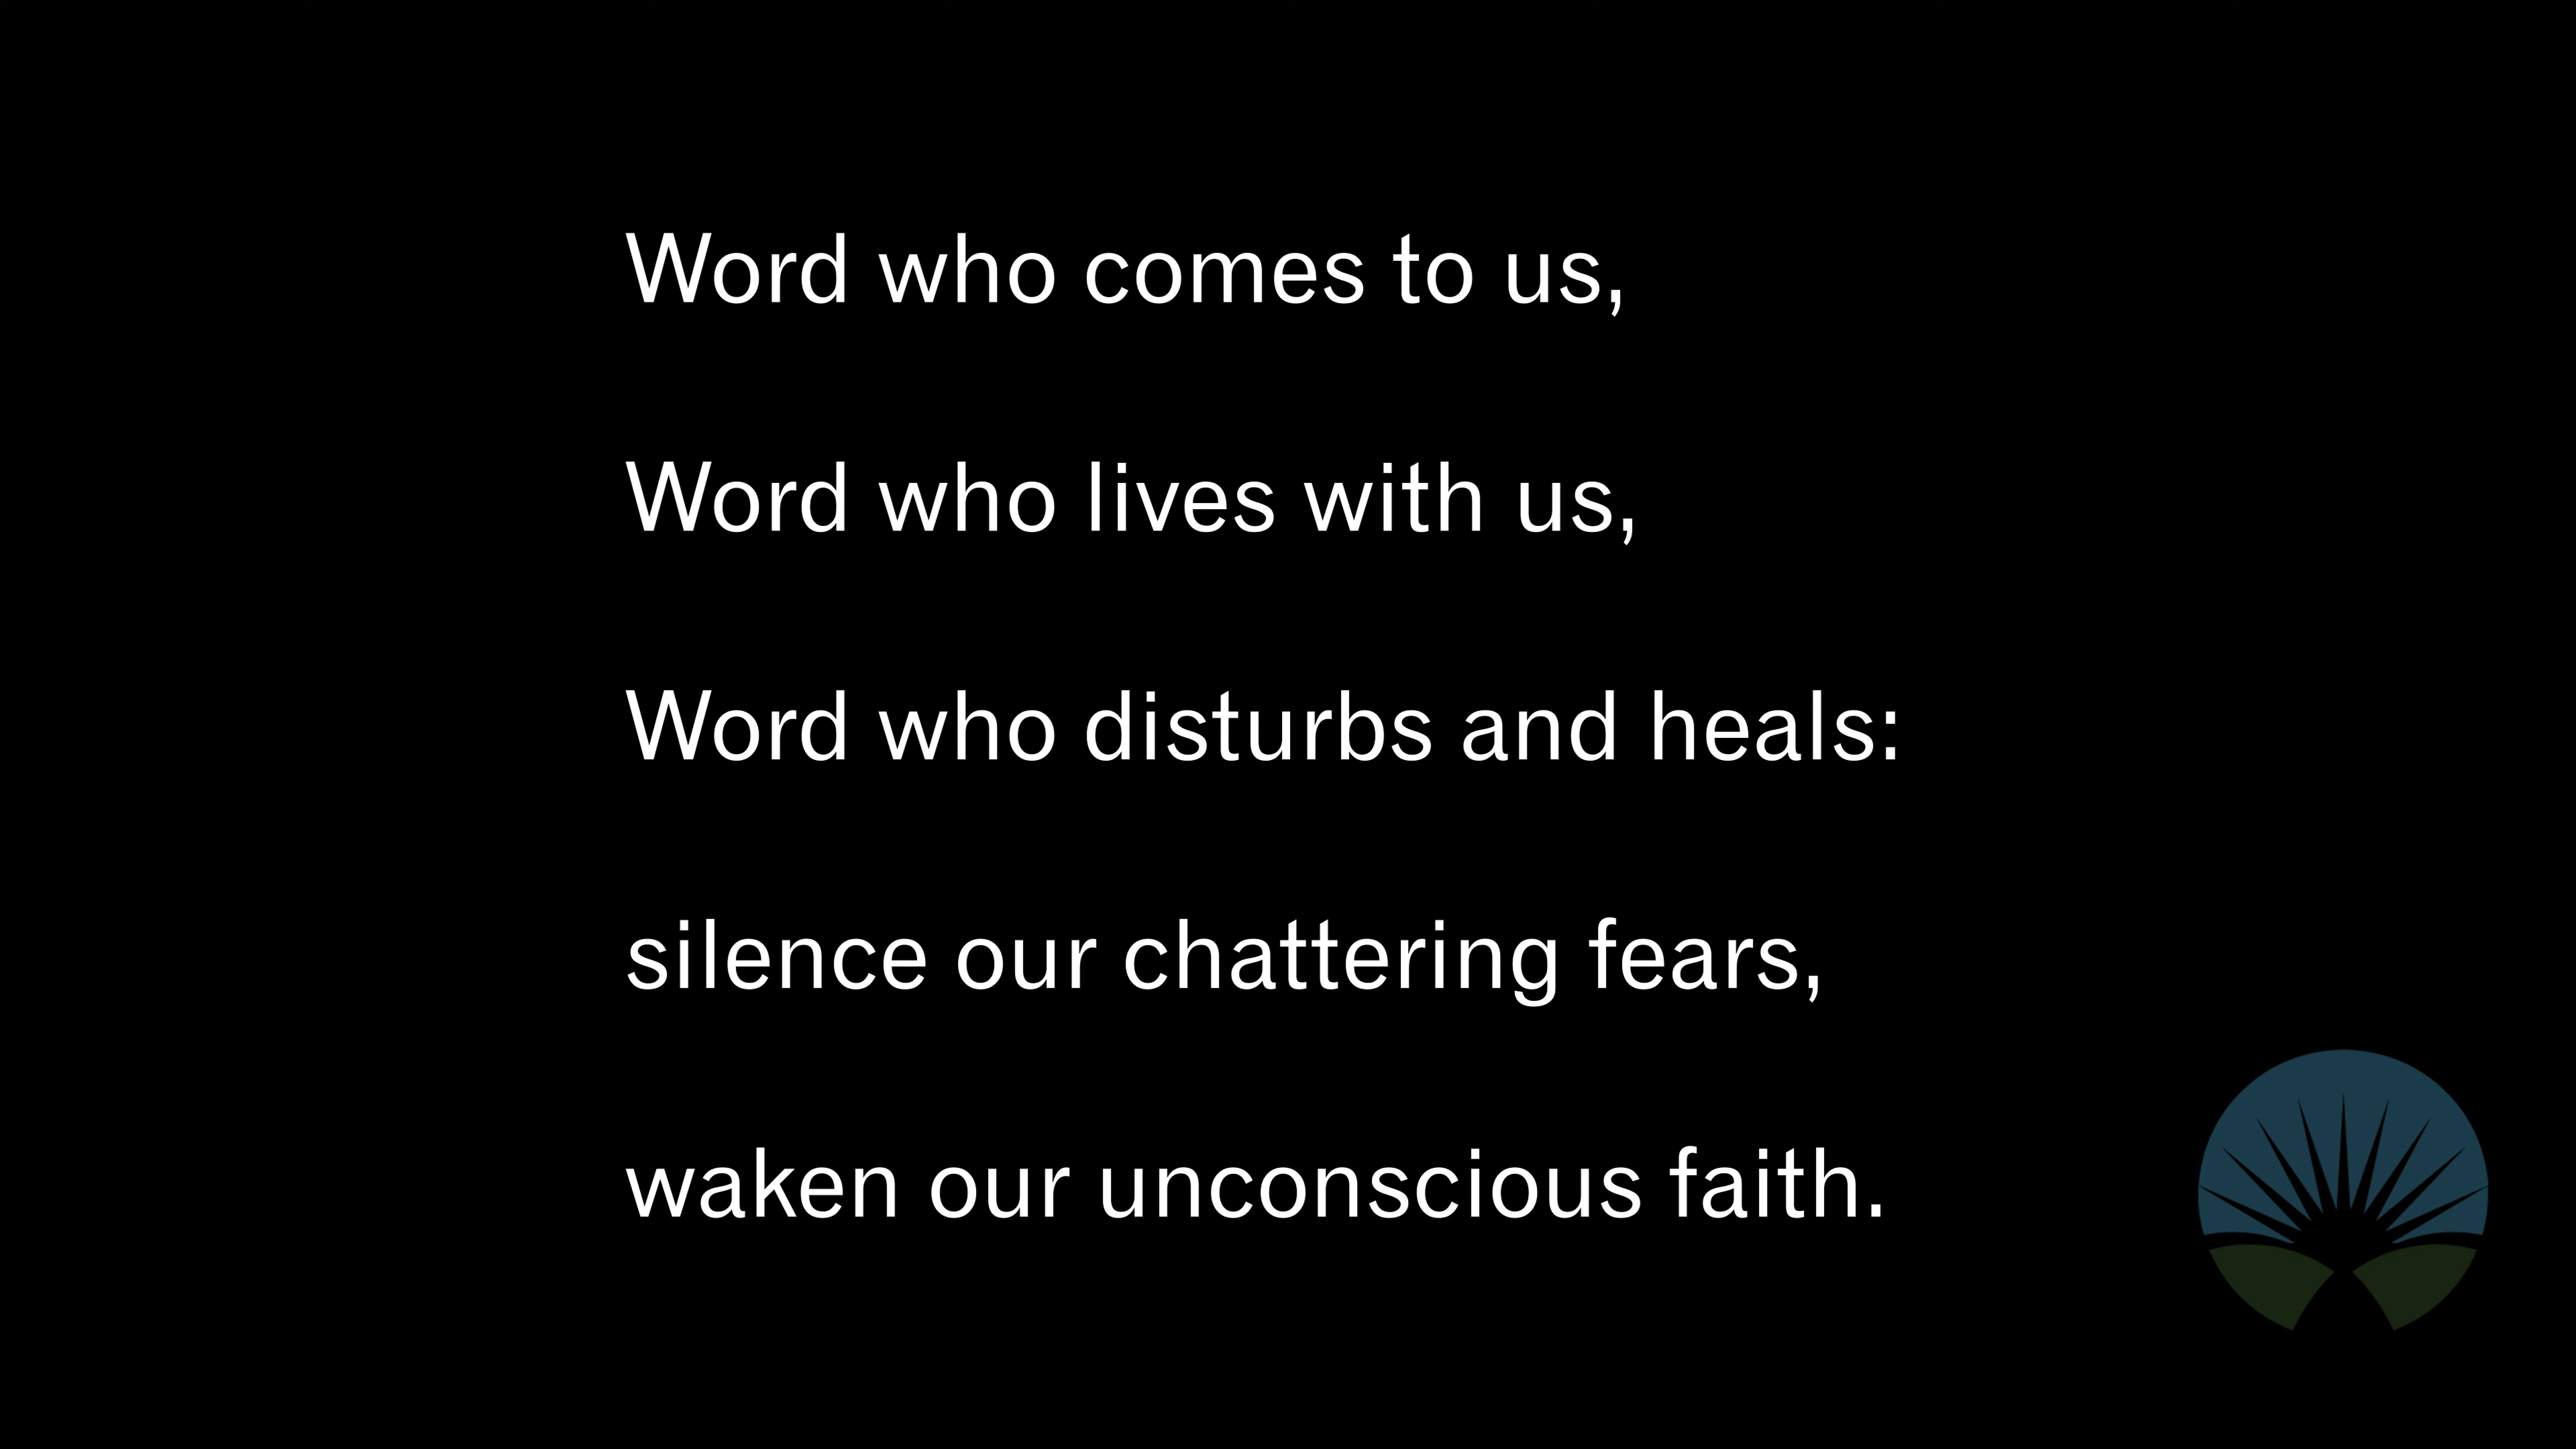 Word who comes to us,
Word who lives with us,
Word who disturbs and heals:
silence our chattering fears,
waken our unconscious faith.